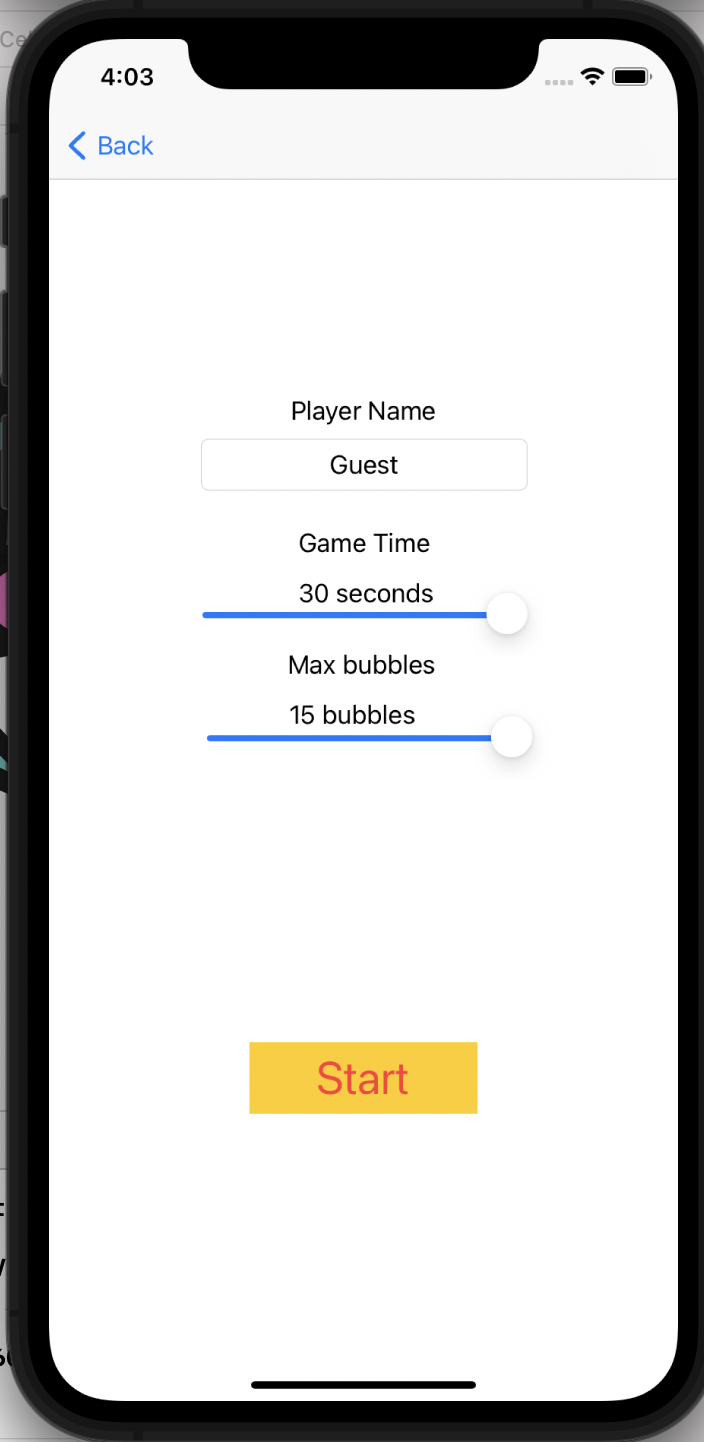 4:03
Back
Player Name
Guest
Game Time
30 seconds
Max bubbles
15 bubbles
Start